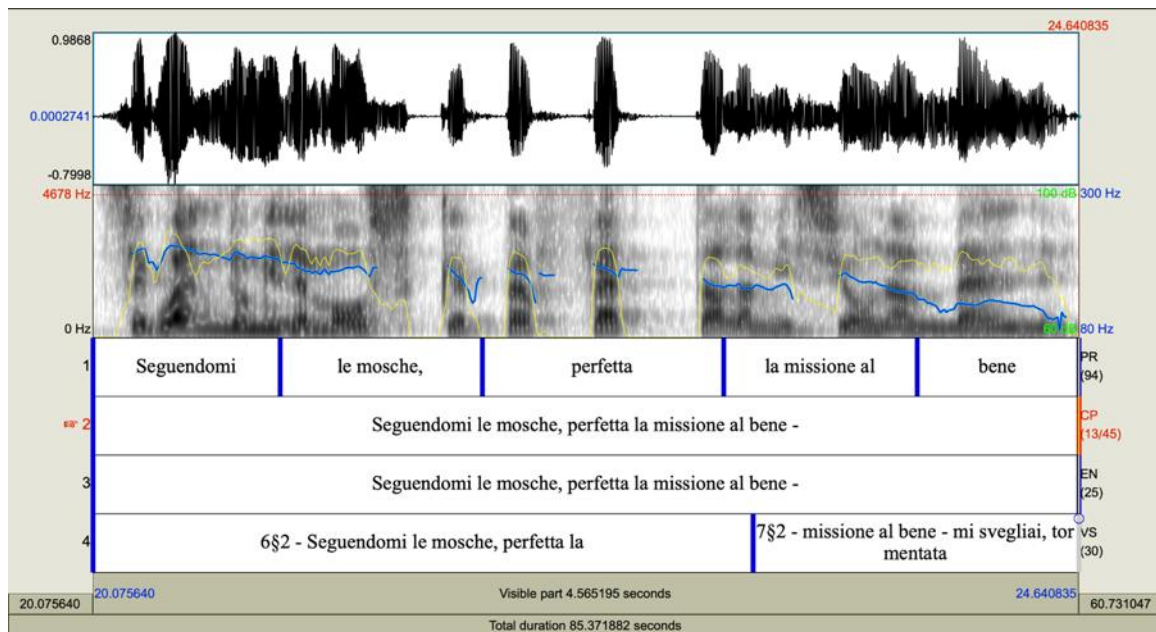 24.640835
0.9868
0.0002741
-0.7998
4678 Hz
100 dB
300 Hz
0 Hz
80 Hz
1 Seguendomi le mosche, perfetta la missione al bene PR
(94)
2 Seguendomi le mosche, perfetta la missione al bene - CP
(13/45)
3 Seguendomi le mosche, perfetta la missione al bene - EN
(25)
4 6§2 - Seguendomi le mosche, perfetta la 7§2 - missione al bene - mi svegliai, tor
mentata VS
(30)
20.075640 20.075640 Visible part 4.565195 seconds 24.640835 60.731047
Total duration 85.371882 seconds